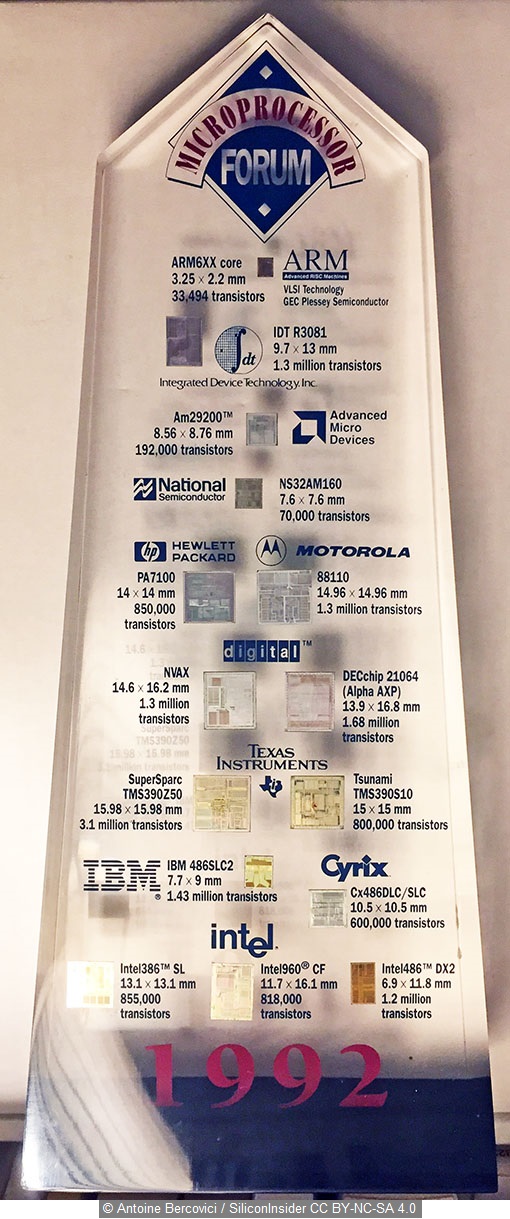 MICROPROCESSOR
FORUM
ARM6XX core
3.25 × 2.2 mm
33,494 transistors
ARM
Advanced RISC Machines
VLSI Technology
GEC Plessey Semiconductor
idt
Integrated Device Technology, Inc.
IDT R3081
9.7 × 13 mm
1.3 million transistors
Am29200™
8.56 × 8.76 mm
192,000 transistors
Advanced
Micro
Devices
National
Semiconductor
NS32AM160
7.6 × 7.6 mm
70,000 transistors
hp HEWLETT
PACKARD
PA7100
14 × 14 mm
850,000
transistors
MOTOROLA
88110
14.96 × 14.96 mm
1.3 million transistors
digital™
NVAX
14.6 × 16.2 mm
1.3 million
transistors
DECchip 21064
(Alpha AXP)
13.9 × 16.8 mm
1.68 million
transistors
TEXAS
INSTRUMENTS
SuperSparc
TMS390Z50
15.98 × 15.98 mm
3.1 million transistors
Tsunami
TMS390S10
15 × 15 mm
800,000 transistors
IBM®
IBM 486SLC2
7.7 × 9 mm
1.43 million transistors
Cyrix
Cx486DLC/SLC
10.5 × 10.5 mm
600,000 transistors
intel®
Intel386™ SL
13.1 × 13.1 mm
855,000
transistors
Intel960® CF
11.7 × 16.1 mm
818,000
transistors
Intel486™ DX2
6.9 × 11.8 mm
1.2 million
transistors
1992
© Antoine Bercovici / SiliconInsider CC BY-NC-SA 4.0